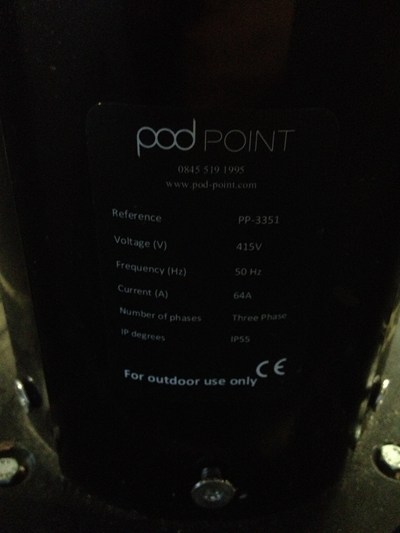 pod POINT
0845 519 1995
www.pod-point.com
Reference PP-3351
Voltage (V) 415V
Frequency (Hz) 50 Hz
Current (A) 64A
Number of phases Three Phase
IP degrees IP55
For outdoor use only CE